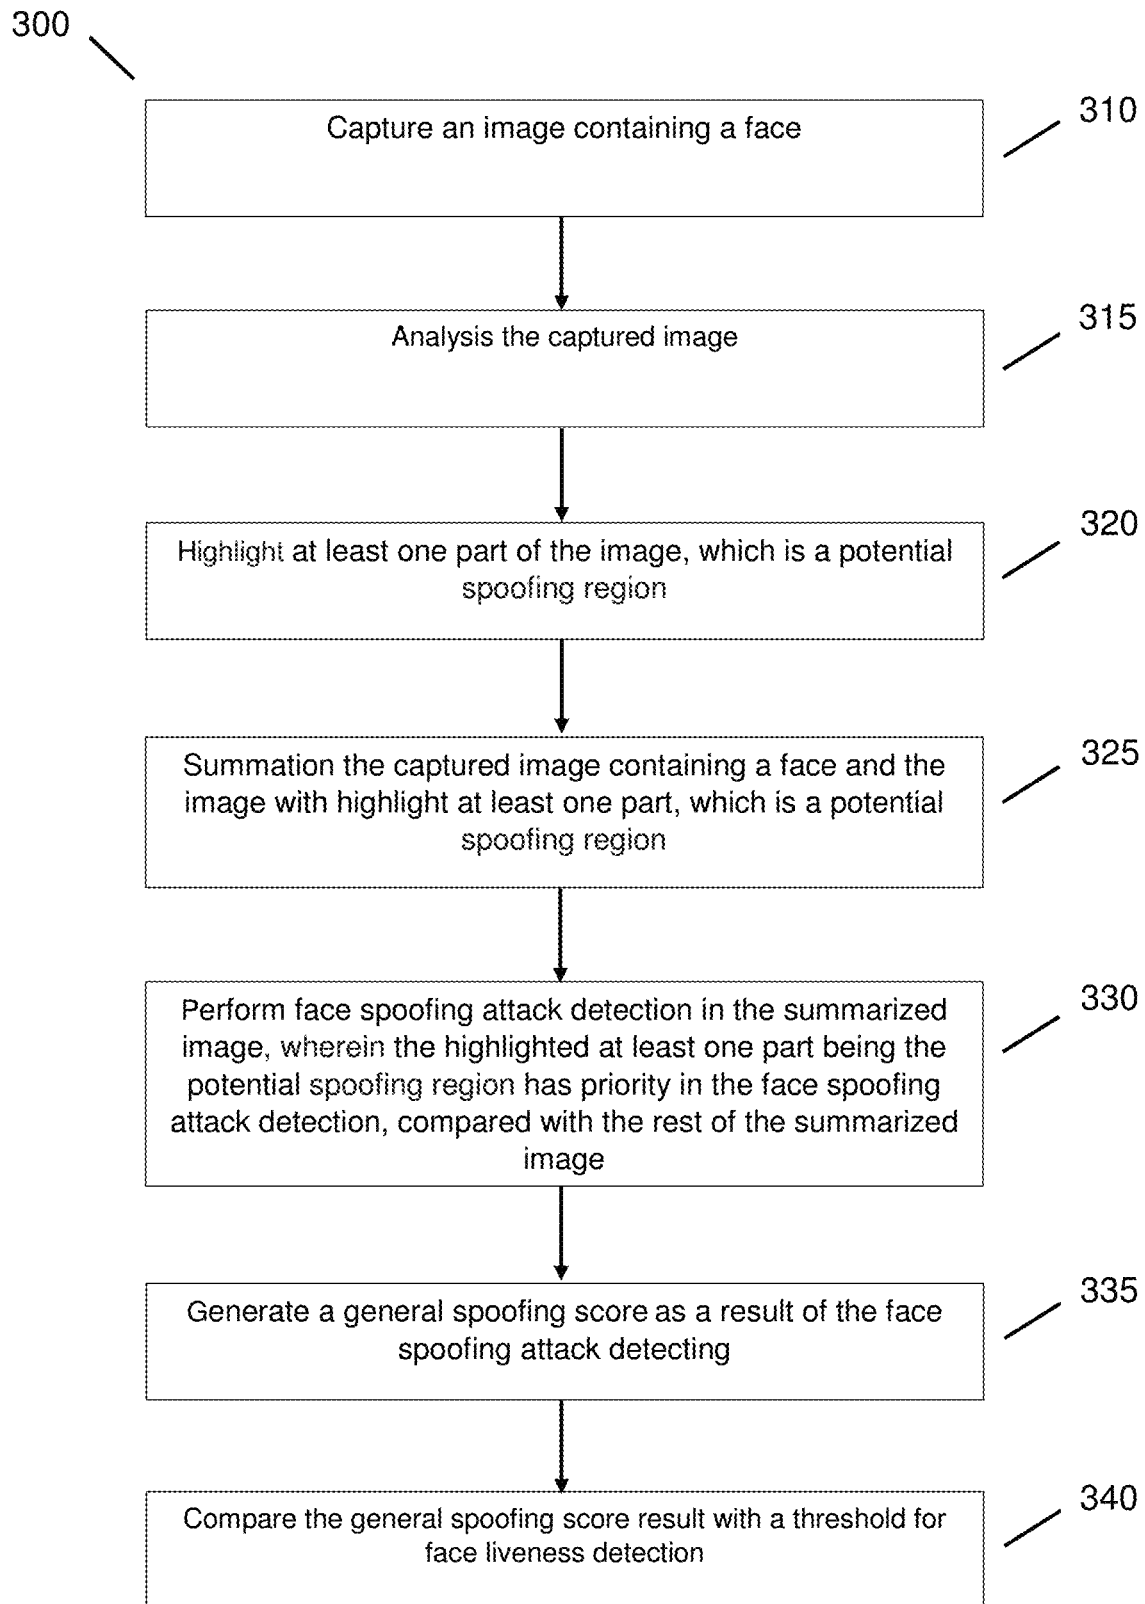 300
310
Capture an image containing a face
315
Analysis the captured image
320
Highlight at least one part of the image, which is a potential
spoofing region
325
Summation the captured image containing a face and the
image with highlight at least one part, which is a potential
spoofing region
330
Perform face spoofing attack detection in the summarized
image, wherein the highlighted at least one part being the
potential spoofing region has priority in the face spoofing
attack detection, compared with the rest of the summarized
image
335
Generate a general spoofing score as a result of the face
spoofing attack detecting
340
Compare the general spoofing score result with a threshold for
face liveness detection